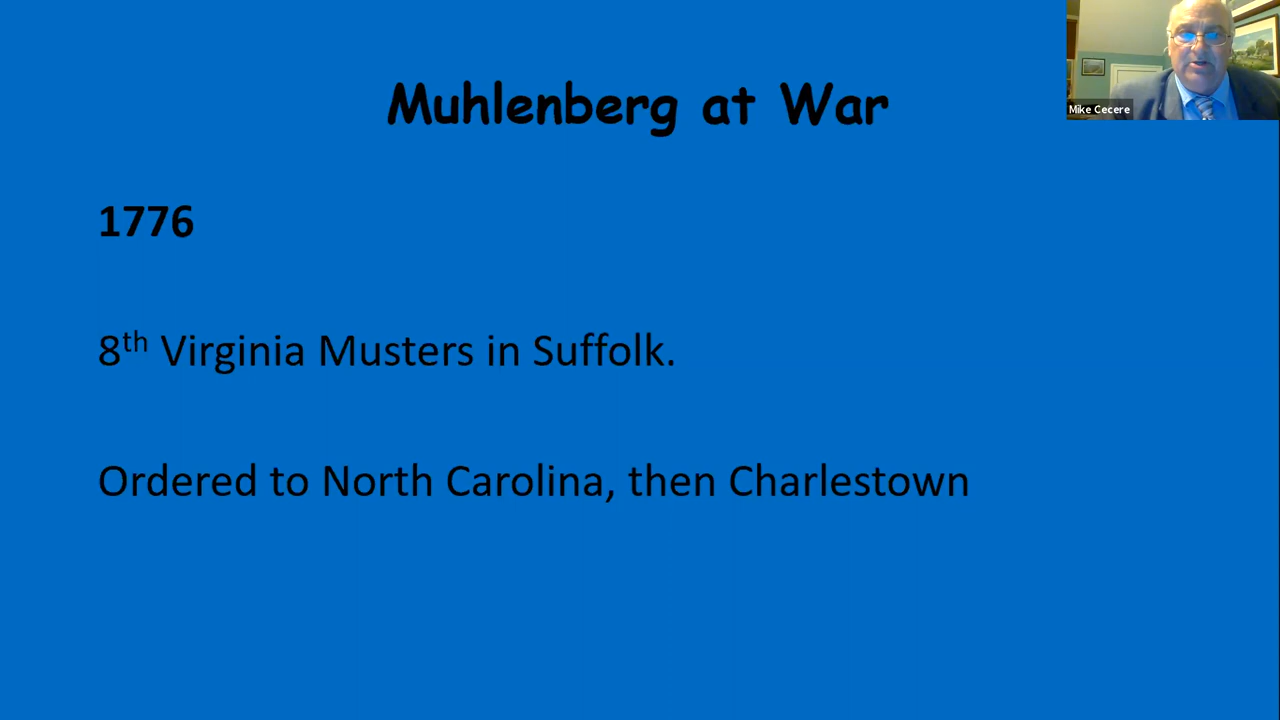 Muhlenberg at War
Mike Cecere
1776
8th Virginia Musters in Suffolk.
Ordered to North Carolina, then Charlestown